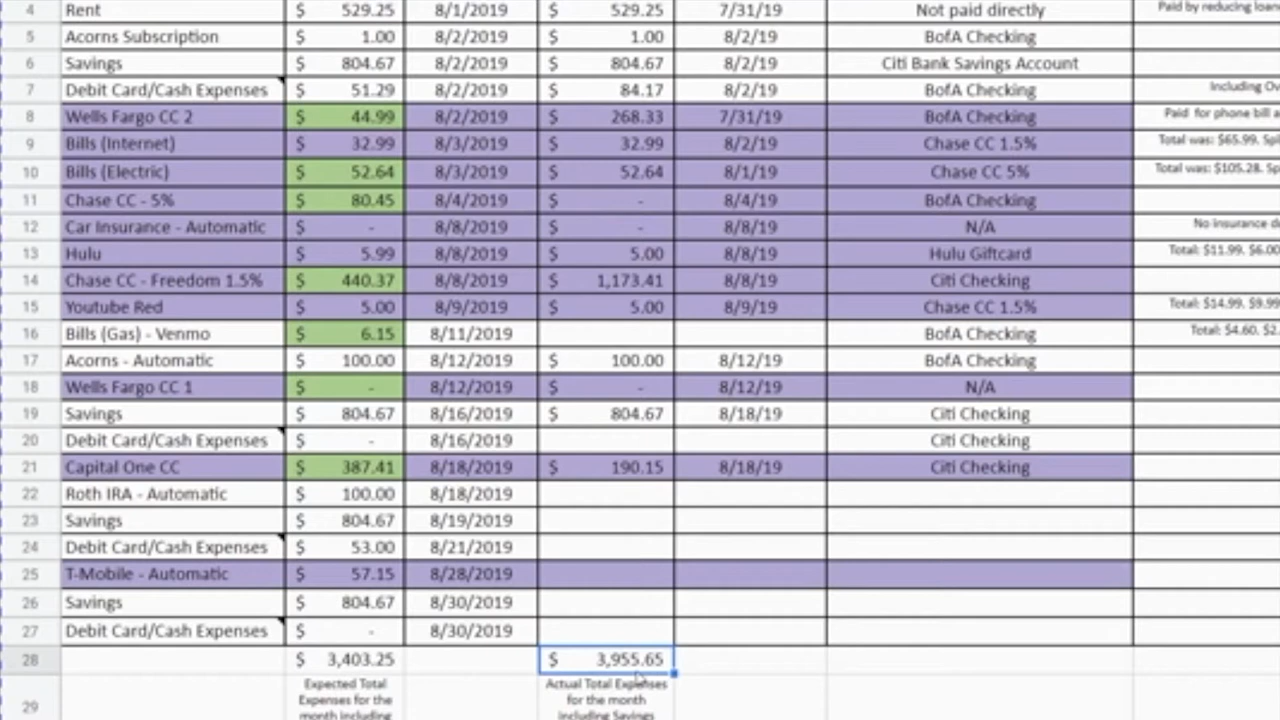 4 Rent $ 529.25 8/1/2019 $ 529.25 7/31/19 Not paid directly Paid by reducing loan
5 Acorns Subscription $ 1.00 8/2/2019 $ 1.00 8/2/19 BofA Checking
6 Savings $ 804.67 8/2/2019 $ 804.67 8/2/19 Citi Bank Savings Account
7 Debit Card/Cash Expenses $ 51.29 8/2/2019 $ 84.17 8/2/19 BofA Checking Including Ov
8 Wells Fargo CC 2 $ 44.99 8/2/2019 $ 268.33 7/31/19 BofA Checking Paid for phone bill a
9 Bills (Internet) $ 32.99 8/3/2019 $ 32.99 8/2/19 Chase CC 1.5% Total was: $65.99. Spl
10 Bills (Electric) $ 52.64 8/3/2019 $ 52.64 8/1/19 Chase CC 5% Total was: $105.28. Sp
11 Chase CC - 5% $ 80.45 8/4/2019 $ - 8/4/19 BofA Checking
12 Car Insurance - Automatic $ - 8/8/2019 $ - 8/8/19 N/A No insurance d
13 Hulu $ 5.99 8/8/2019 $ 5.00 8/8/19 Hulu Giftcard Total: $11.99. $6.00
14 Chase CC - Freedom 1.5% $ 440.37 8/8/2019 $ 1,173.41 8/8/19 Citi Checking
15 Youtube Red $ 5.00 8/9/2019 $ 5.00 8/9/19 Chase CC 1.5% Total: $14.99. $9.99
16 Bills (Gas) - Venmo $ 6.15 8/11/2019 BofA Checking Total: $4.60. $2.
17 Acorns - Automatic $ 100.00 8/12/2019 $ 100.00 8/12/19 BofA Checking
18 Wells Fargo CC 1 $ - 8/12/2019 $ - 8/12/19 N/A
19 Savings $ 804.67 8/16/2019 $ 804.67 8/18/19 Citi Checking
20 Debit Card/Cash Expenses $ - 8/16/2019 Citi Checking
21 Capital One CC $ 387.41 8/18/2019 $ 190.15 8/18/19 Citi Checking
22 Roth IRA - Automatic $ 100.00 8/18/2019
23 Savings $ 804.67 8/19/2019
24 Debit Card/Cash Expenses $ 53.00 8/21/2019
25 T-Mobile - Automatic $ 57.15 8/28/2019
26 Savings $ 804.67 8/30/2019
27 Debit Card/Cash Expenses $ - 8/30/2019
28 $ 3,403.25 $ 3,955.65
29 Expected Total Actual Total Expenses
Expenses for the for the month
month including including Savings